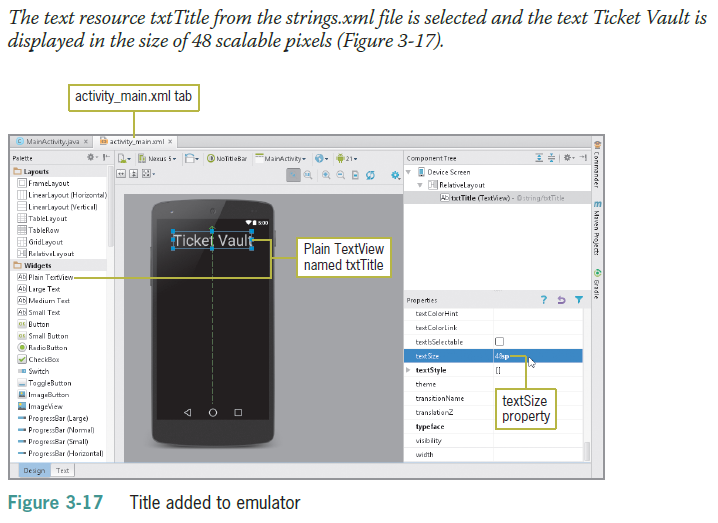 The text resource txtTitle from the strings.xml file is selected and the text Ticket Vault is
displayed in the size of 48 scalable pixels (Figure 3-17).
activity_main.xml tab
MainActivity.java x activity_main.xml x
Palette
Nexus 5 NoTitleBar MainActivity 21
Component Tree
Layouts
FrameLayout
LinearLayout (Horizontal)
LinearLayout (Vertical)
TableLayout
TableRow
GridLayout
RelativeLayout
Widgets
Plain TextView
Large Text
Medium Text
Small Text
Button
Small Button
RadioButton
CheckBox
Switch
ToggleButton
ImageButton
ImageView
ProgressBar (Large)
ProgressBar (Normal)
ProgressBar (Small)
ProgressBar (Horizontal)
Design Text
5:00
Ticket Vault
Plain TextView
named txtTitle
Device Screen
RelativeLayout
Ab txtTitle (TextView) - @string/txtTitle
Properties
textColorHint
textColorLink
textIsSelectable
textSize 48sp
textStyle []
theme
transitionName
translationZ
typeface
visibility
width
textSize
property
Commander
m Maven Projects
Gradle
Figure 3-17 Title added to emulator